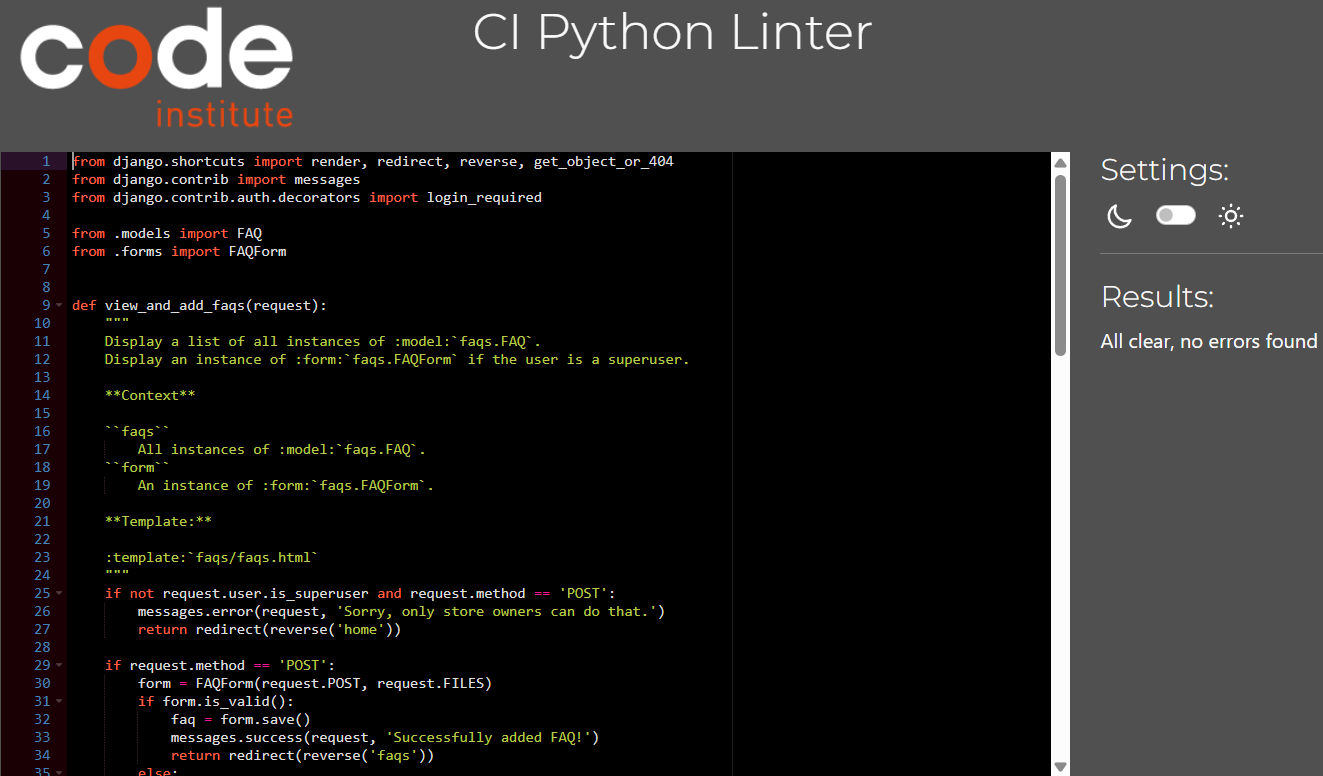 code
institute
CI Python Linter
1 from django.shortcuts import render, redirect, reverse, get_object_or_404
2 from django.contrib import messages
3 from django.contrib.auth.decorators import login_required
4
5 from .models import FAQ
6 from .forms import FAQForm
7
8
9 def view_and_add_faqs(request):
10     """
11     Display a list of all instances of :model:`faqs.FAQ`.
12     Display an instance of :form:`faqs.FAQForm` if the user is a superuser.
13
14     **Context**
15
16     ``faqs``
17         All instances of :model:`faqs.FAQ`.
18     ``form``
19         An instance of :form:`faqs.FAQForm`.
20
21     **Template:**
22
23     :template:`faqs/faqs.html`
24     """
25     if not request.user.is_superuser and request.method == 'POST':
26         messages.error(request, 'Sorry, only store owners can do that.')
27         return redirect(reverse('home'))
28
29     if request.method == 'POST':
30         form = FAQForm(request.POST, request.FILES)
31         if form.is_valid():
32             faq = form.save()
33             messages.success(request, 'Successfully added FAQ!')
34             return redirect(reverse('faqs'))
35         else:
Settings:
Results:
All clear, no errors found